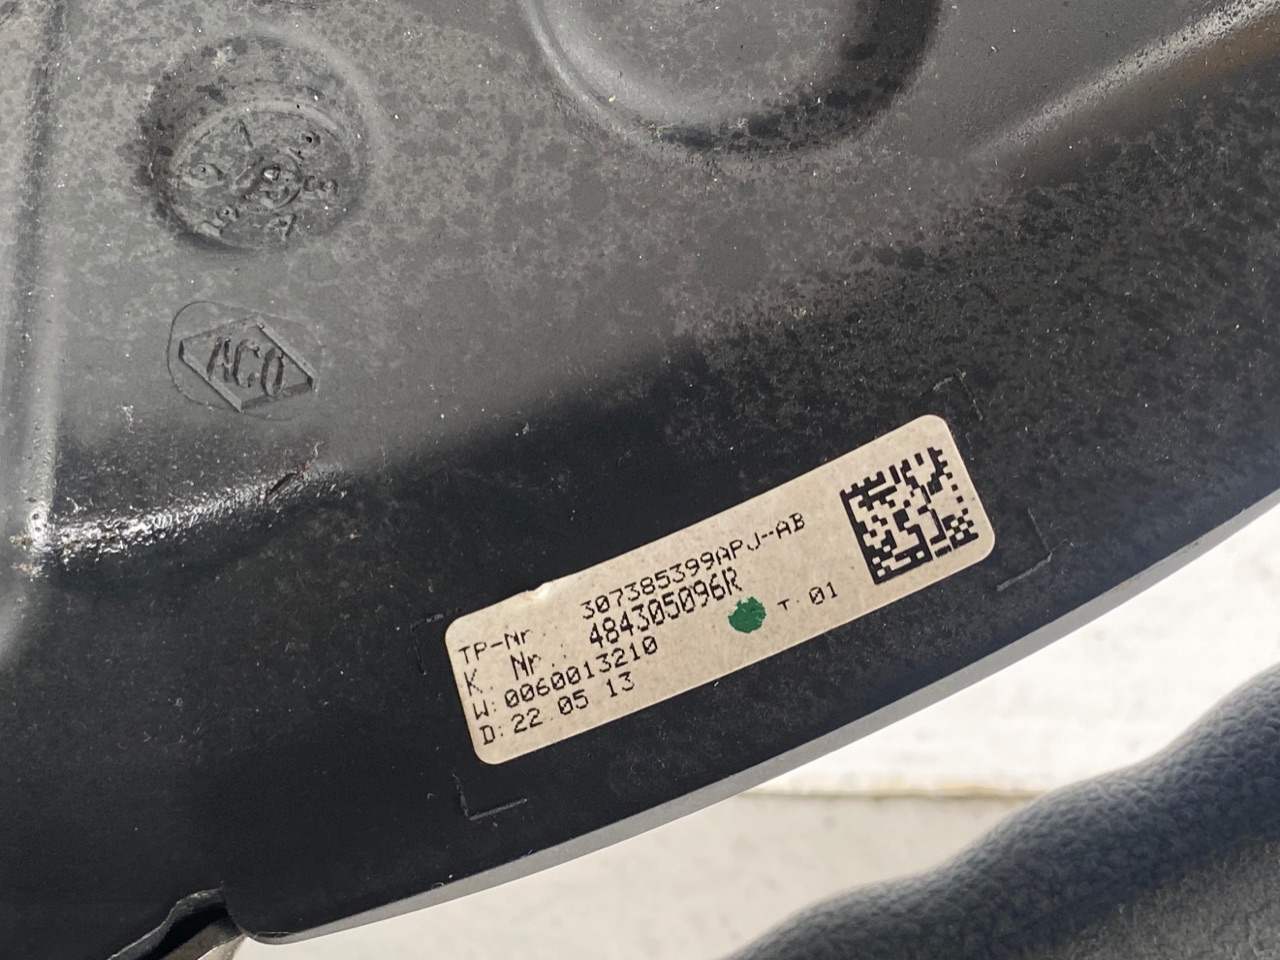 ACO
TP-Nr. 307385399APJ-AB
K. Nr.: 484305096R
W: 0060013210 T: 01
D: 22 05 13